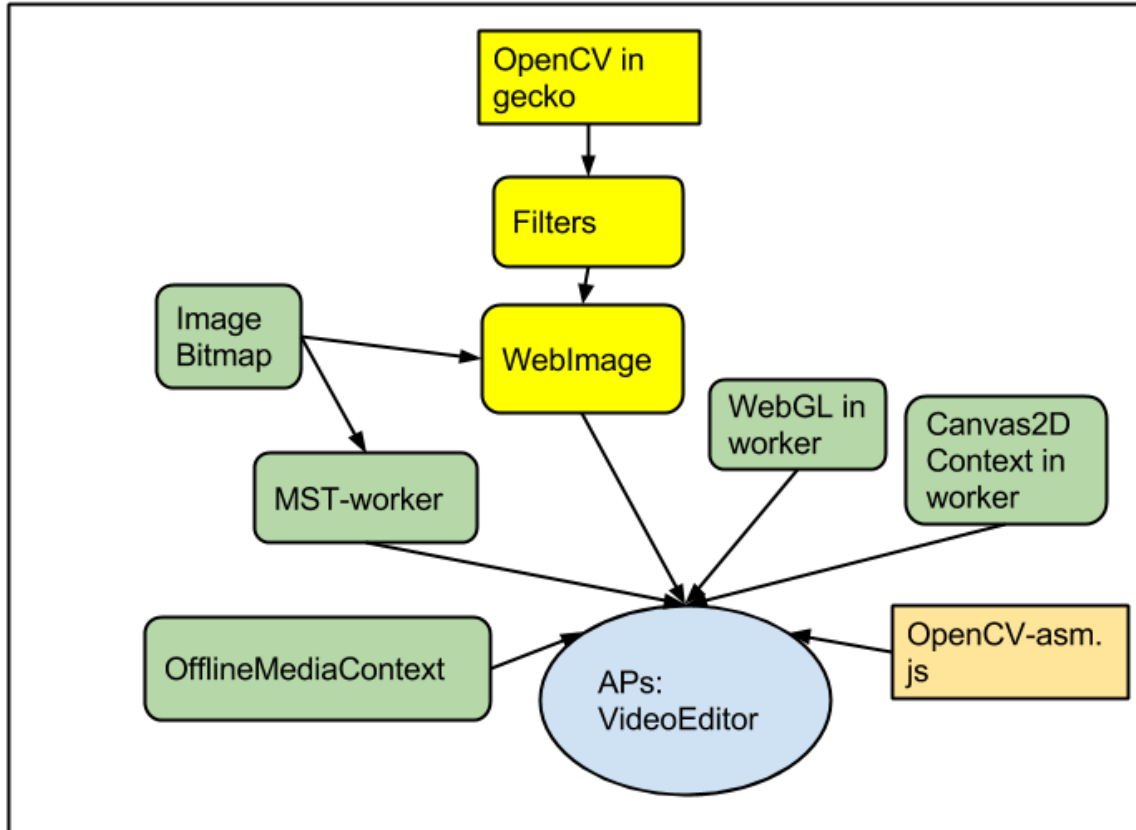 OpenCV in
gecko
Filters
Image
Bitmap
WebImage
WebGL in
worker
Canvas2D
Context in
worker
MST-worker
OfflineMediaContext
APs:
VideoEditor
OpenCV-asm.
js